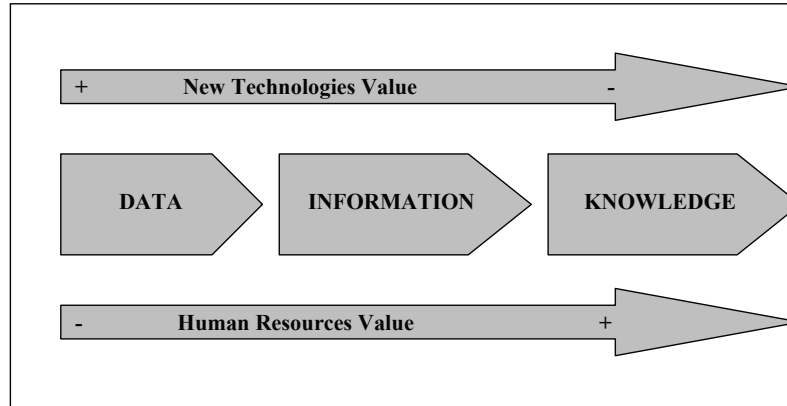 + New Technologies Value -
DATA INFORMATION KNOWLEDGE
- Human Resources Value +